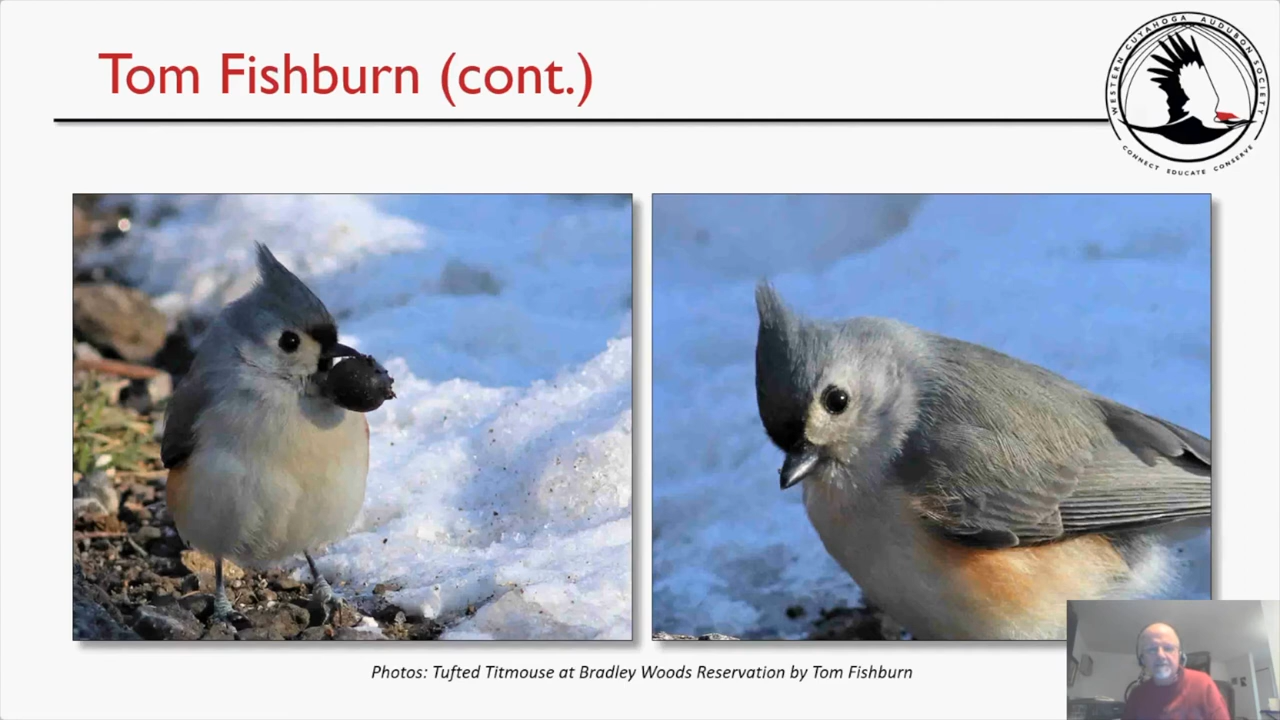 Tom Fishburn (cont.)
WESTERN CUYAHOGA AUDUBON SOCIETY
CONNECT EDUCATE CONSERVE
Photos: Tufted Titmouse at Bradley Woods Reservation by Tom Fishburn